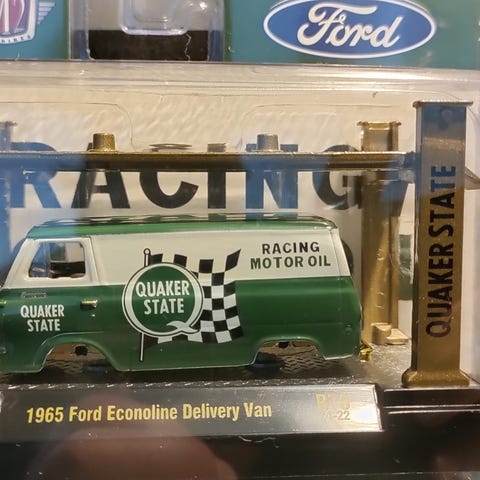 Ford
RACING
RACING
MOTOR OIL
QUAKER
STATE
QUAKER
STATE
QUAKER STATE
1965 Ford Econoline Delivery Van